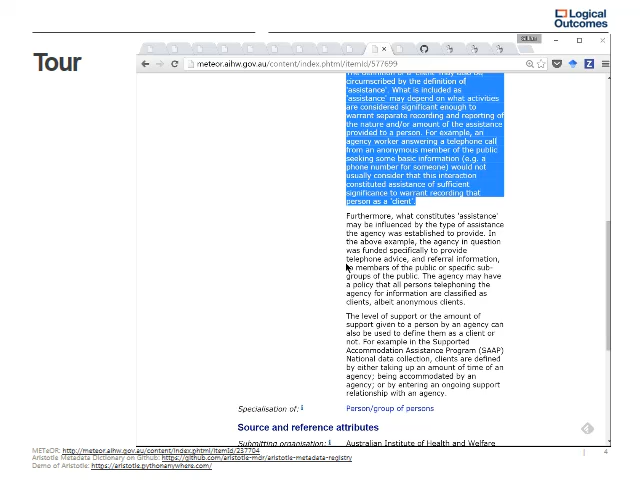 Logical
Outcomes
Tour
meteor.aihw.gov.au/content/index.phtml/itemId/577699
circumscribed by the definition of
'assistance'. What is included as
'assistance' may depend on what activities
are considered significant enough to
warrant separate recording and reporting of
the nature and/or amount of the assistance
provided to a person. For example, an
agency worker answering a telephone call
from an anonymous member of the public
seeking some basic information (e.g. a
phone number for someone) would not
usually consider that this interaction
constituted assistance of sufficient
significance to warrant recording that
person as a 'client'.
Furthermore, what constitutes 'assistance'
may be influenced by the type of assistance
the agency was established to provide. In
the above example, the agency in question
was funded specifically to provide
telephone advice, and referral information,
to members of the public or specific sub-
groups of the public. The agency may have
a policy that all persons telephoning the
agency for information are classified as
clients, albeit anonymous clients.
The level of support or the amount of
support given to a person by an agency can
also be used to define them as a client or
not. For example in the Supported
Accommodation Assistance Program (SAAP)
National data collection, clients are defined
by either taking up an amount of time of an
agency; being accommodated by an
agency; or by entering an ongoing support
relationship with an agency.
Specialisation of: Person/group of persons
Source and reference attributes
Submitting organisation: Australian Institute of Health and Welfare
METeOR: http://meteor.aihw.gov.au/content/index.phtml/itemId/237704
Aristotle Metadata Dictionary on Github: https://github.com/aristotle-mdr/aristotle-metadata-registry
Demo of Aristotle: https://aristotle.pythonanywhere.com/
4